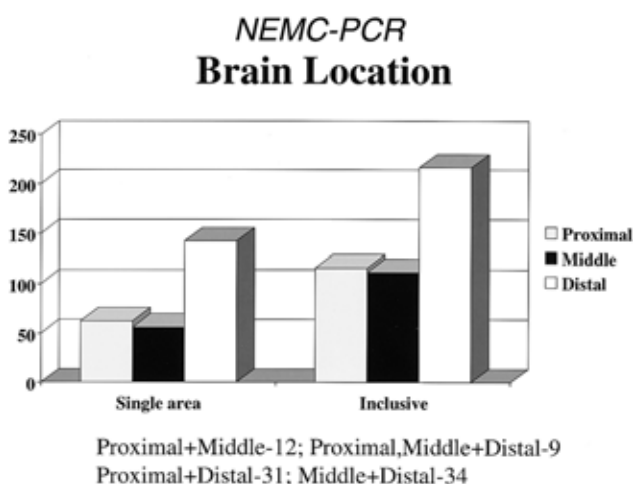 NEMC-PCR
Brain Location
250
200
150
100
50
0
Proximal
Middle
Distal
Single area
Inclusive
Proximal+Middle-12; Proximal,Middle+Distal-9
Proximal+Distal-31; Middle+Distal-34